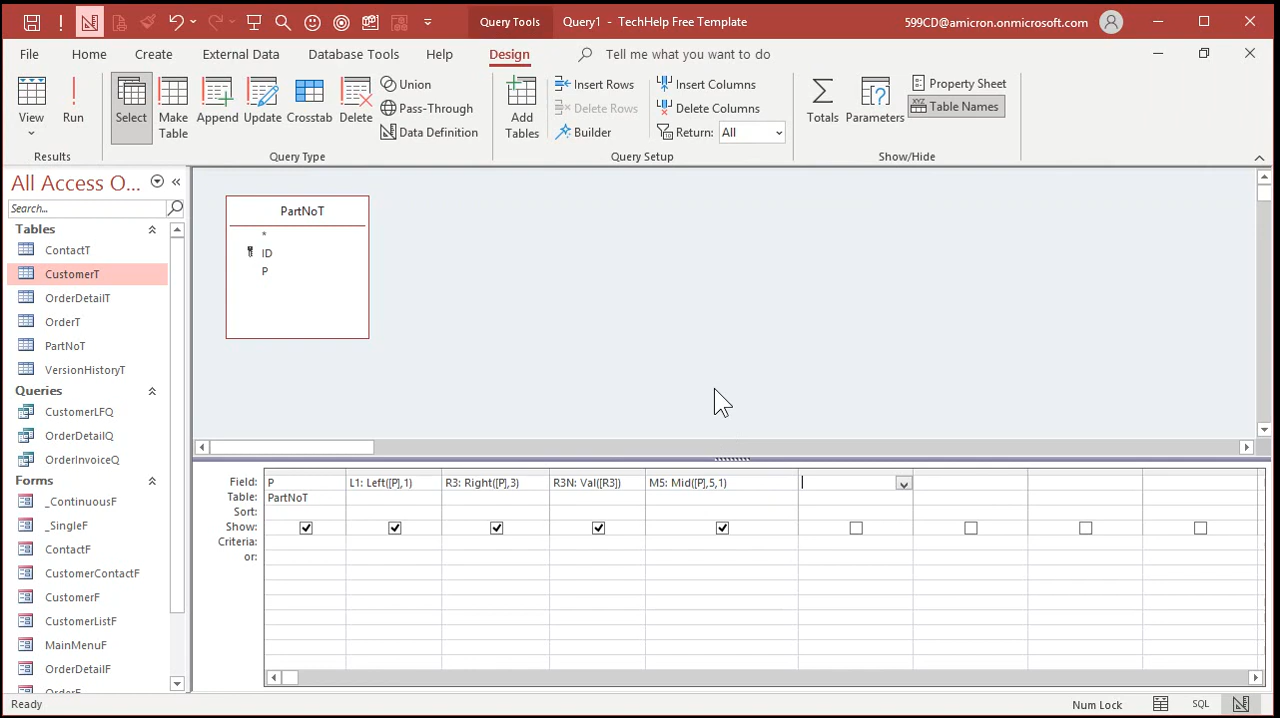 Query Tools
Query1 - TechHelp Free Template
599CD@amicron.onmicrosoft.com
File
Home
Create
External Data
Database Tools
Help
Design
Tell me what you want to do
View
Run
Results
Select
Make Table
Append
Update
Crosstab
Delete
Union
Pass-Through
Data Definition
Query Type
Add Tables
Insert Rows
Delete Rows
Builder
Insert Columns
Delete Columns
Return: All
Query Setup
Totals
Parameters
Property Sheet
XYZ Table Names
Show/Hide
All Access O...
Search...
Tables
ContactT
CustomerT
OrderDetailT
OrderT
PartNoT
VersionHistoryT
Queries
CustomerLFQ
OrderDetailQ
OrderInvoiceQ
Forms
_ContinuousF
_SingleF
ContactF
CustomerContactF
CustomerF
CustomerListF
MainMenuF
OrderDetailF
OrderF
PartNoT
*
ID
P
Field: P L1: Left([P],1) R3: Right([P],3) R3N: Val([R3]) M5: Mid([P],5,1)
Table: PartNoT
Sort:
Show:
Criteria:
or:
Ready
Num Lock
SQL